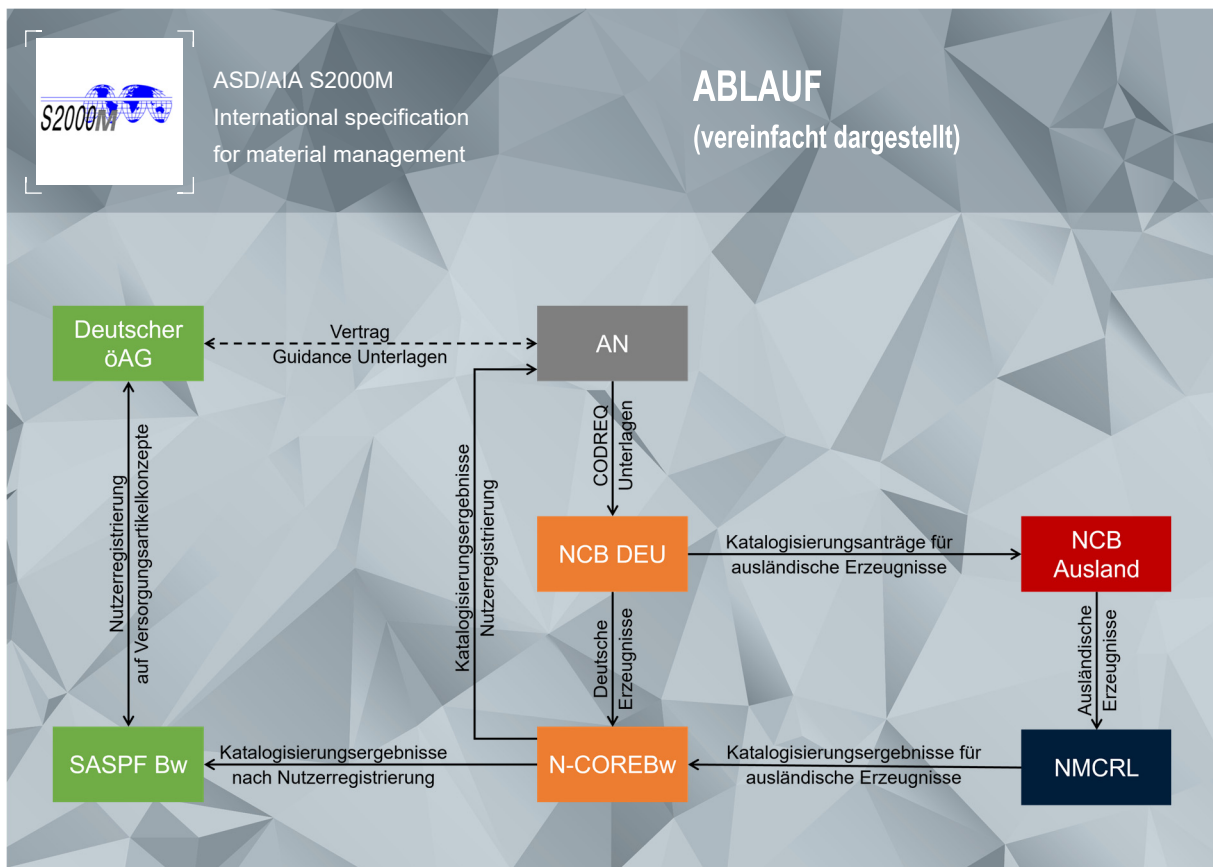 S2000M
ASD/AIA S2000M
International specification
for material management
ABLAUF
(vereinfacht dargestellt)
Deutscher
öAG
Vertrag
Guidance Unterlagen
AN
Nutzerregistrierung
auf Versorgungsartikelkonzepte
Katalogisierungsergebnisse
Nutzerregistrierung
CODREQ
Unterlagen
NCB DEU
Katalogisierungsanträge für
ausländische Erzeugnisse
NCB
Ausland
Deutsche
Erzeugnisse
Ausländische
Erzeugnisse
SASPF Bw
Katalogisierungsergebnisse
nach Nutzerregistrierung
N-COREBw
Katalogisierungsergebnisse für
ausländische Erzeugnisse
NMCRL